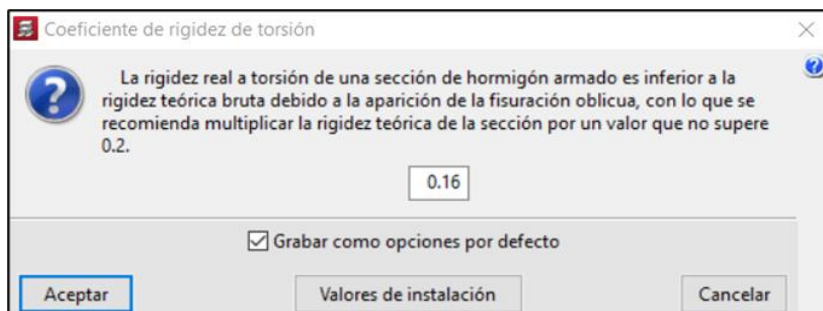 Coeficiente de rigidez de torsión
La rigidez real a torsión de una sección de hormigón armado es inferior a la
rigidez teórica bruta debido a la aparición de la fisuración oblicua, con lo que se
recomienda multiplicar la rigidez teórica de la sección por un valor que no supere
0.2.
0.16
Grabar como opciones por defecto
Aceptar Valores de instalación Cancelar